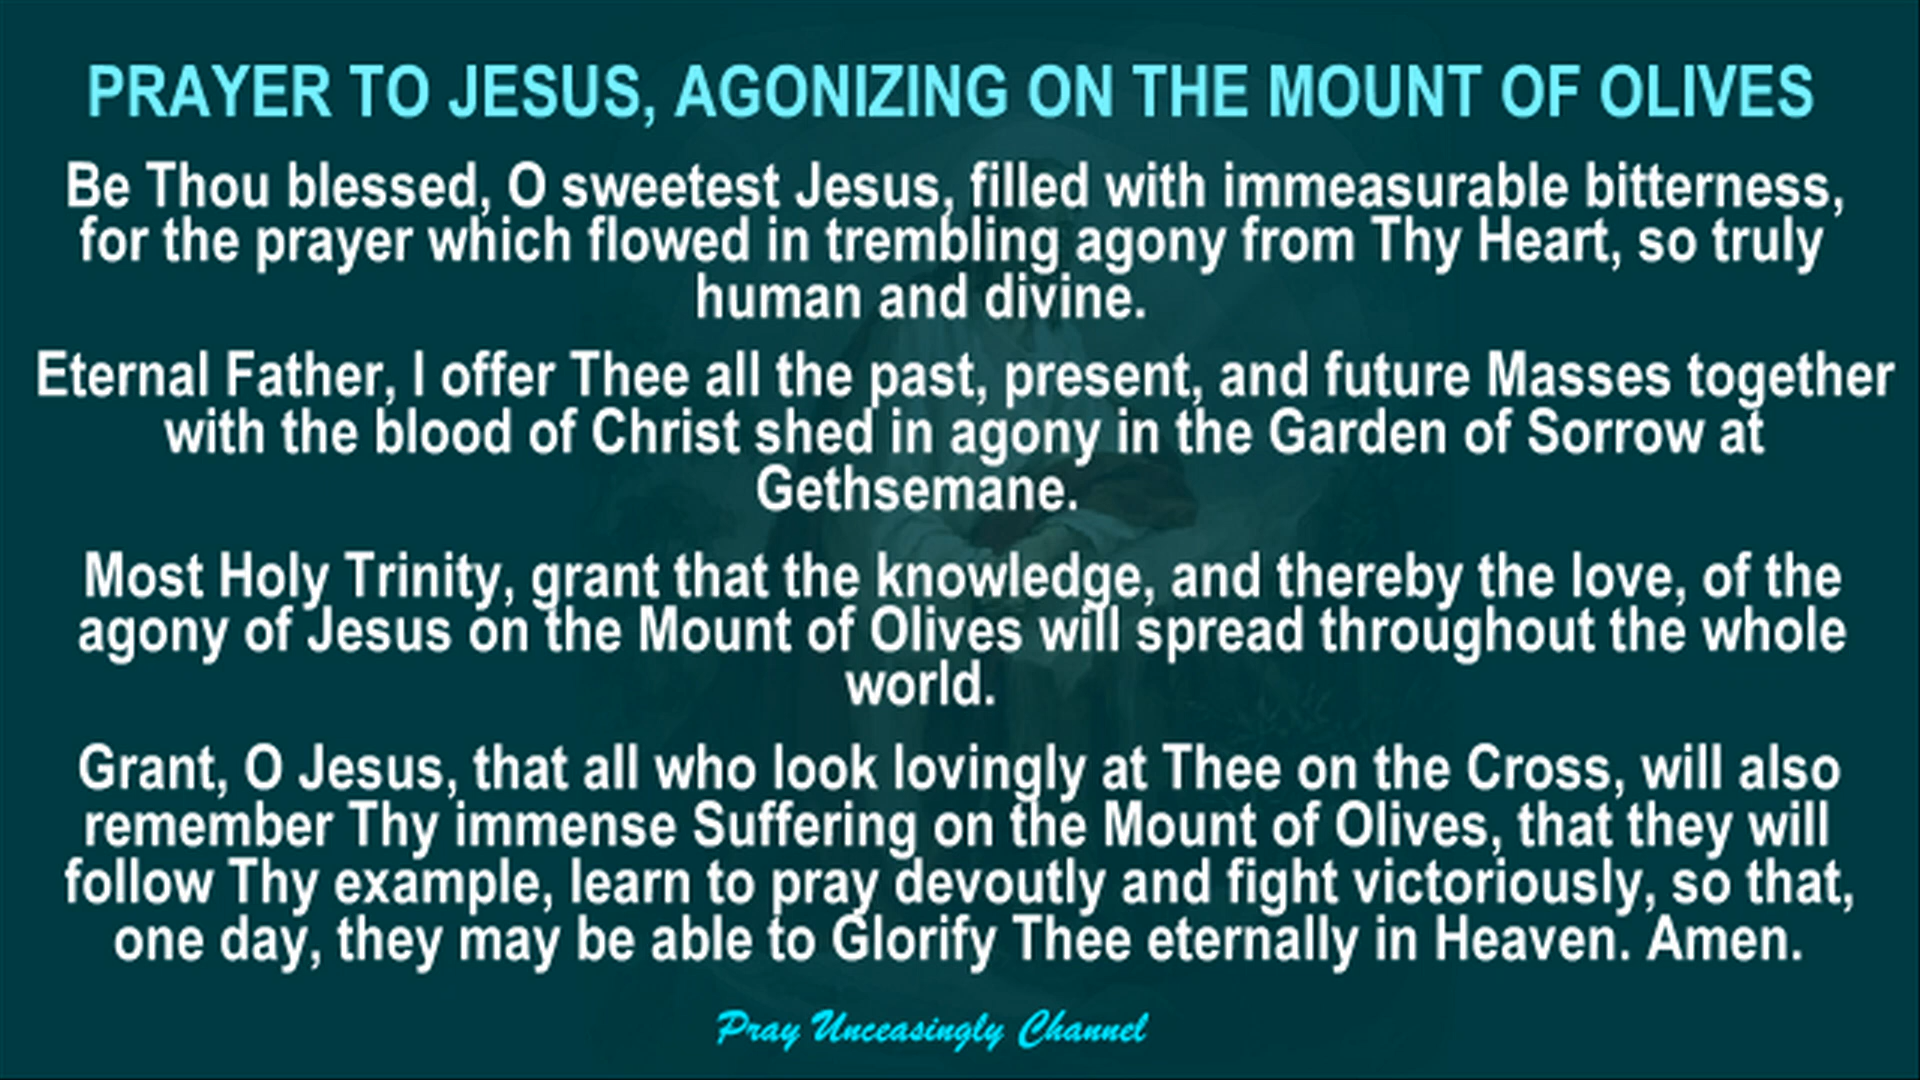 PRAYER TO JESUS, AGONIZING ON THE MOUNT OF OLIVES
Be Thou blessed, O sweetest Jesus, filled with immeasurable bitterness,
for the prayer which flowed in trembling agony from Thy Heart, so truly
human and divine.
Eternal Father, I offer Thee all the past, present, and future Masses together
with the blood of Christ shed in agony in the Garden of Sorrow at
Gethsemane.
Most Holy Trinity, grant that the knowledge, and thereby the love, of the
agony of Jesus on the Mount of Olives will spread throughout the whole
world.
Grant, O Jesus, that all who look lovingly at Thee on the Cross, will also
remember Thy immense Suffering on the Mount of Olives, that they will
follow Thy example, learn to pray devoutly and fight victoriously, so that,
one day, they may be able to Glorify Thee eternally in Heaven. Amen.
Pray Unceasingly Channel